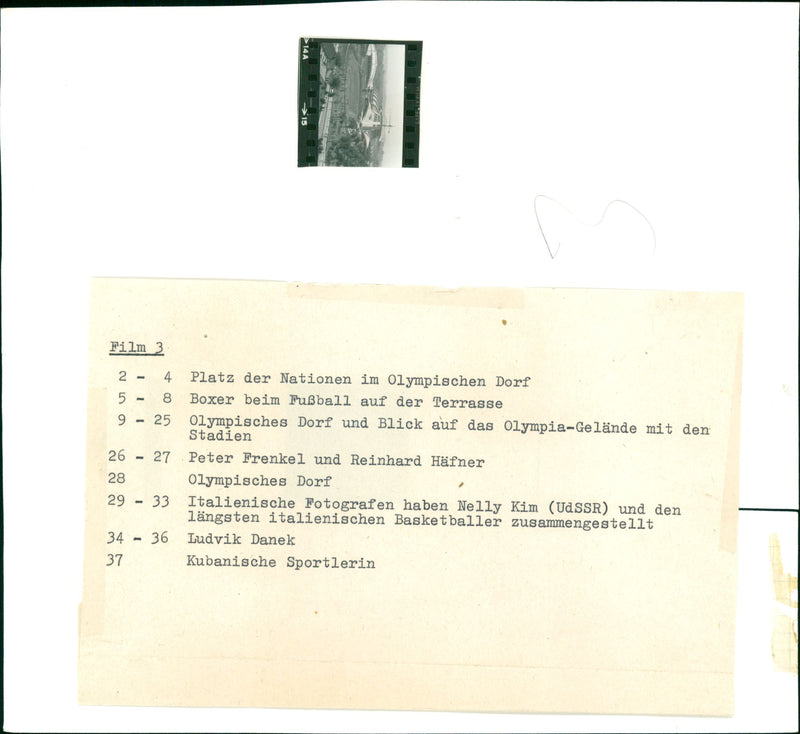 14A
15
Film 3
2 - 4 Platz der Nationen im Olympischen Dorf
5 - 8 Boxer beim Fußball auf der Terrasse
9 - 25 Olympisches Dorf und Blick auf das Olympia-Gelände mit den
Stadien
26 - 27 Peter Frenkel und Reinhard Häfner
28 Olympisches Dorf
29 - 33 Italienische Fotografen haben Nelly Kim (UdSSR) und den
längsten italienischen Basketballer zusammengestellt
34 - 36 Ludvik Danek
37 Kubanische Sportlerin